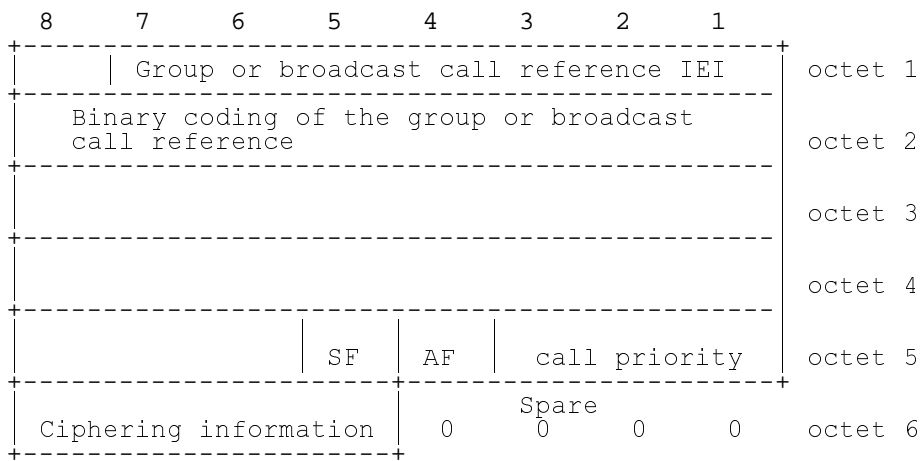 8 7 6 5 4 3 2 1
Group or broadcast call reference IEI octet 1
Binary coding of the group or broadcast
call reference octet 2
octet 3
octet 4
SF AF call priority octet 5
Spare
Ciphering information 0 0 0 0 octet 6